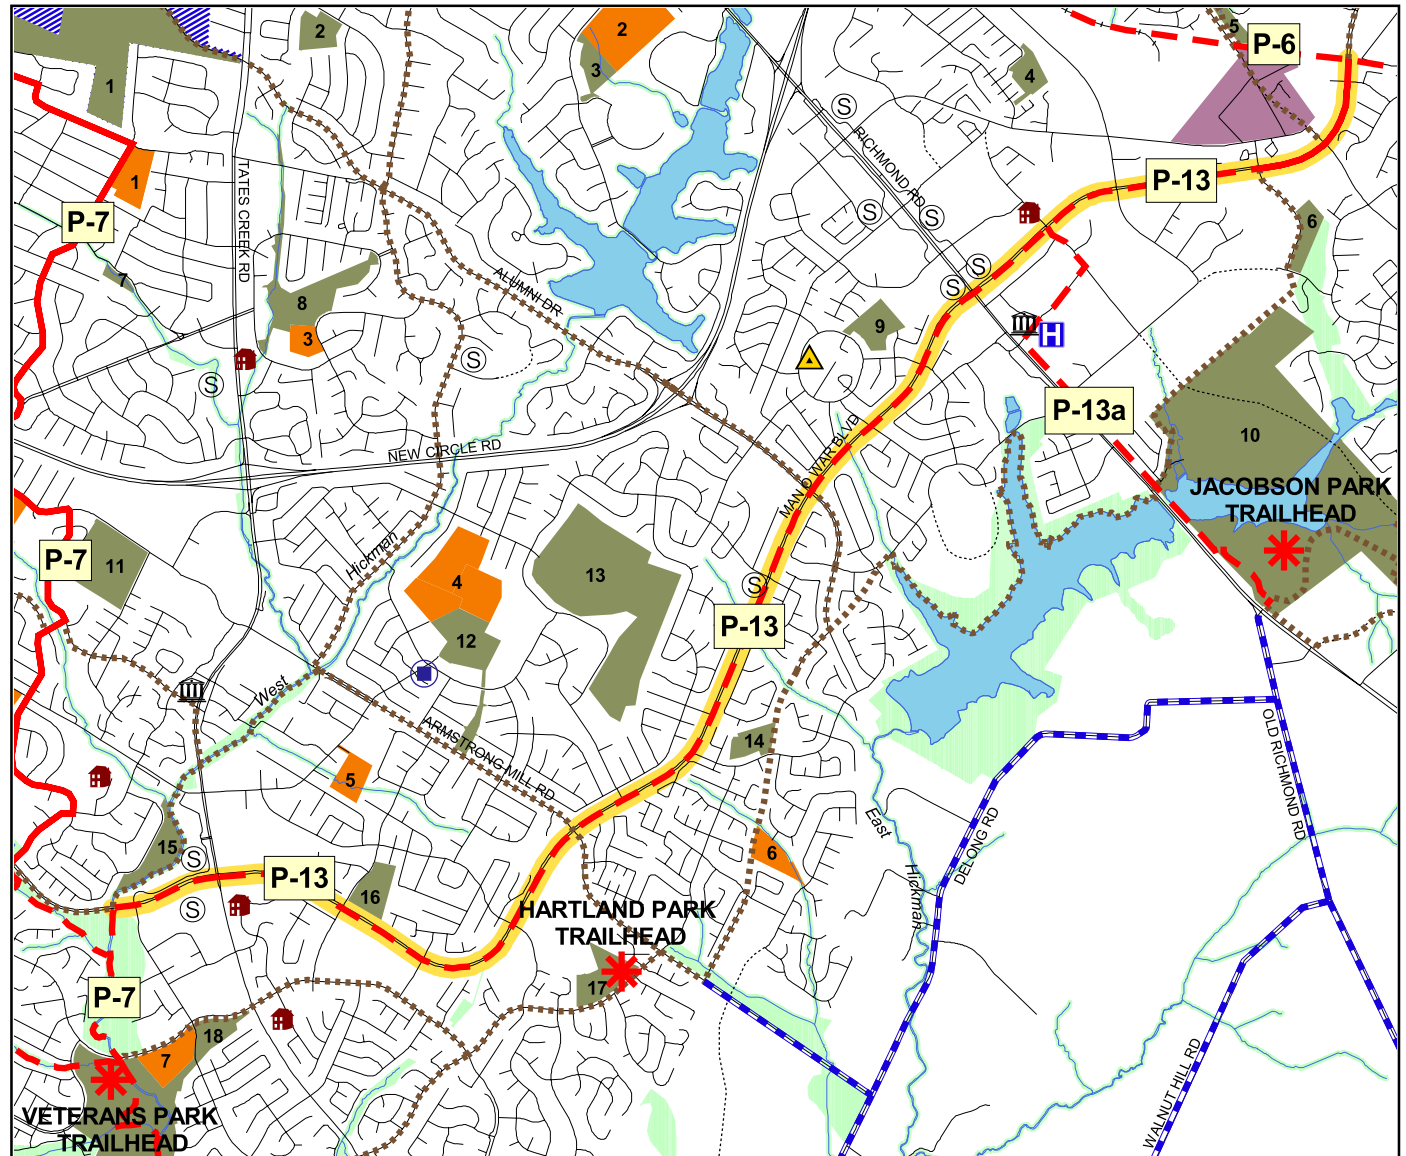 2
5
P-6
3
4
1
S
RICHMOND RD
1
P-13
TATES CREEK RD
P-7
S
S
6
7
S
ALUMNI DR
S
8
9
3
H
S
S
P-13a
10
MAN O WAR BLVD
NEW CIRCLE RD
JACOBSON PARK
TRAILHEAD
Hickman
P-7
11
13
4
S
12
P-13
West
ARMSTRONG MILL RD
14
OLD RICHMOND RD
5
East
15
S
6
DELONG RD
P-13
16
Hickman
S
HARTLAND PARK
TRAILHEAD
17
P-7
18
7
WALNUT HILL RD
VETERANS PARK
TRAILHEAD